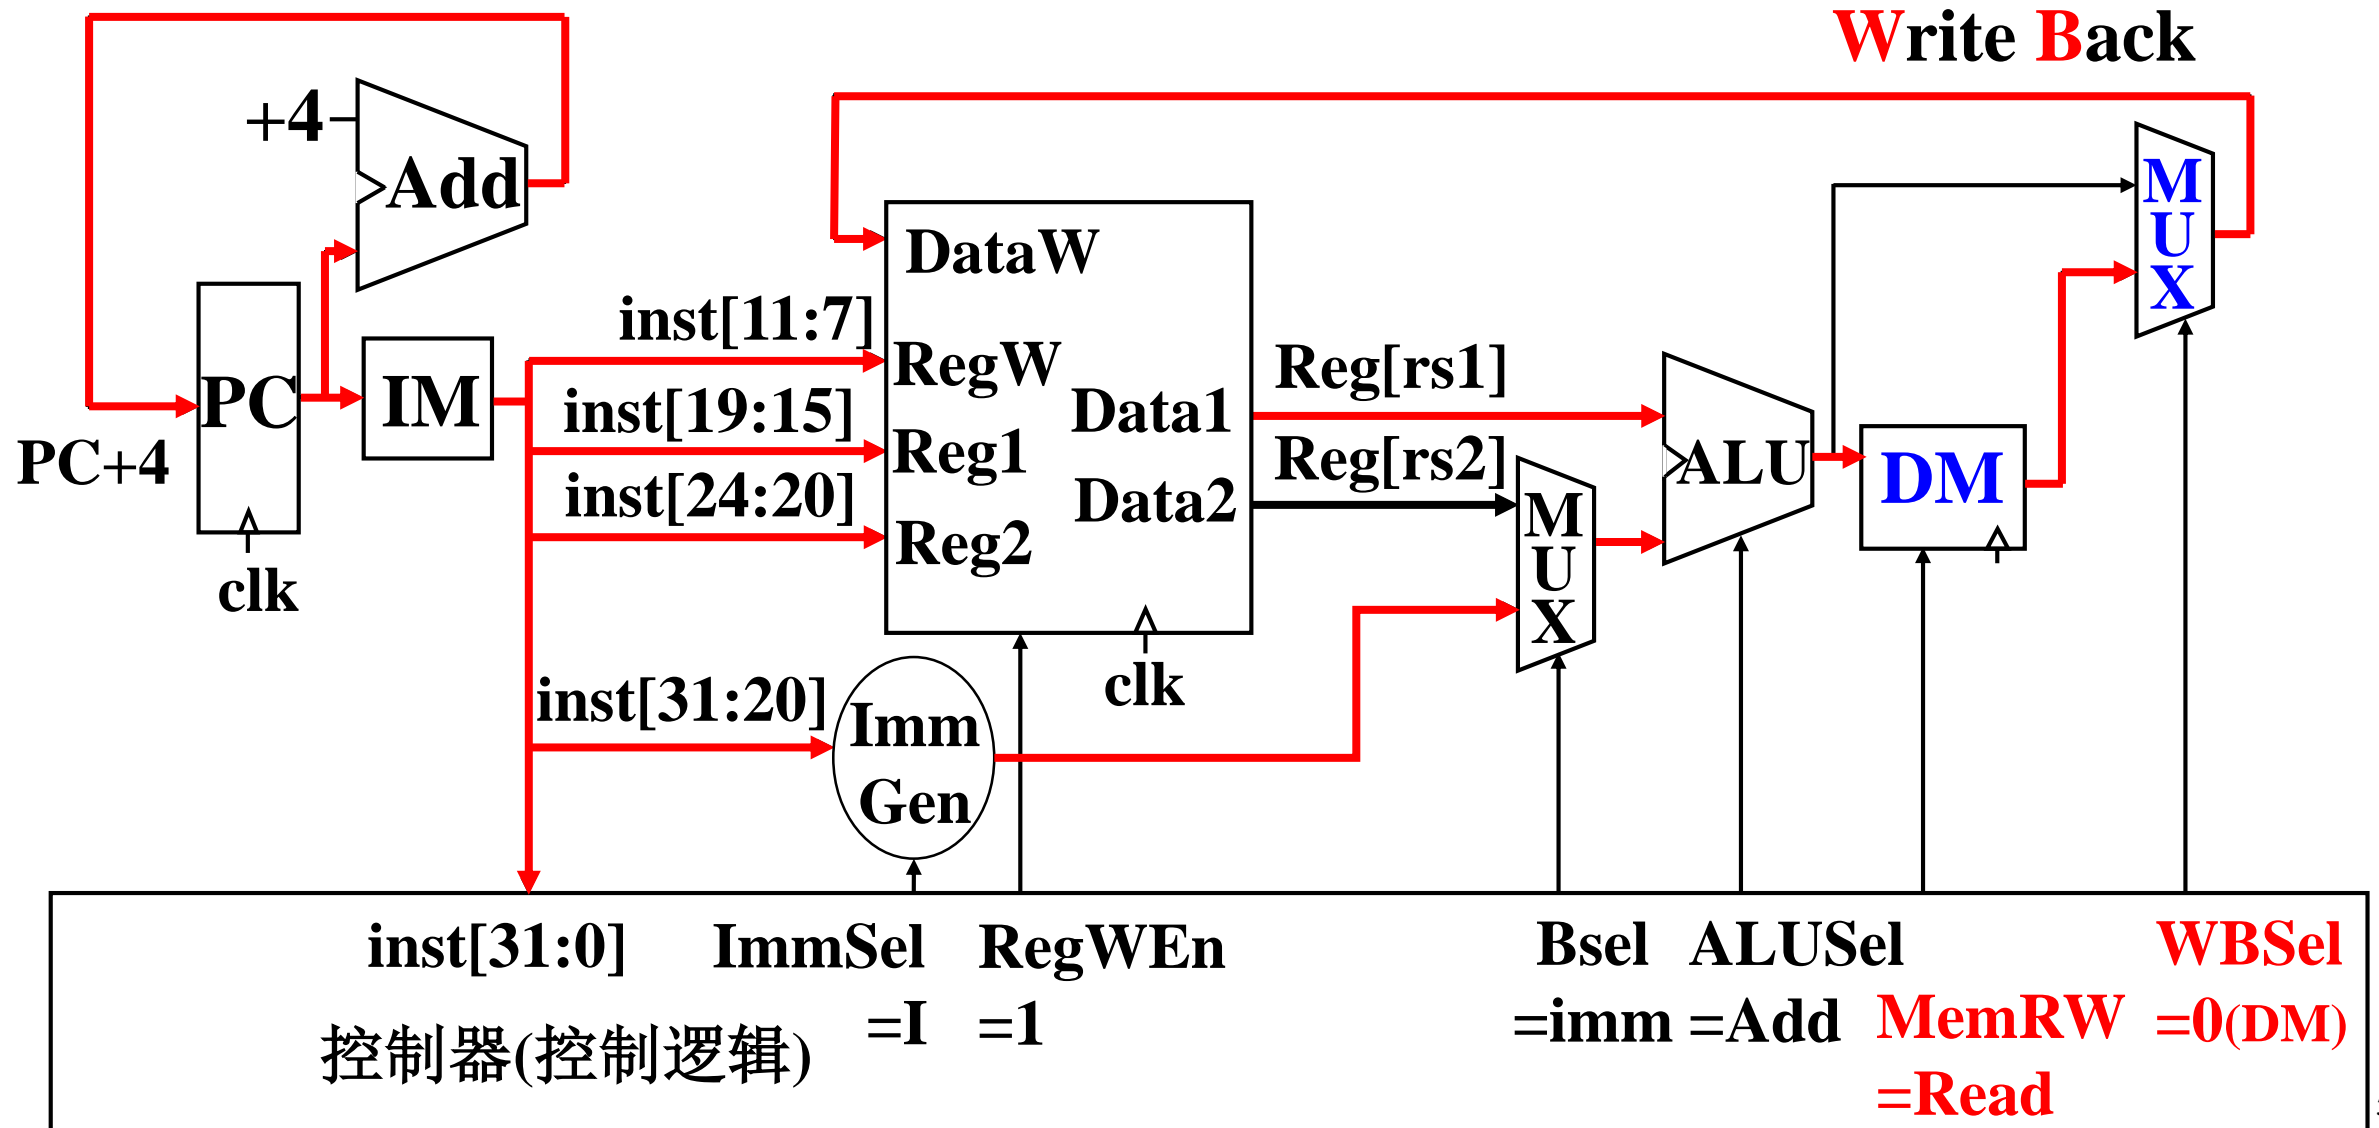 Write Back
+4
Add
DataW
inst[11:7]
RegW
inst[19:15]
Reg1
inst[24:20]
Reg2
Data1
Data2
Reg[rs1]
Reg[rs2]
PC
IM
PC+4
clk
clk
MUX
ALU
DM
MUX
inst[31:20]
Imm
Gen
inst[31:0]
ImmSel
=I
RegWEn
=1
Bsel
=imm
ALUSel
=Add
MemRW
=Read
WBSel
=0(DM)
控制器(控制逻辑)